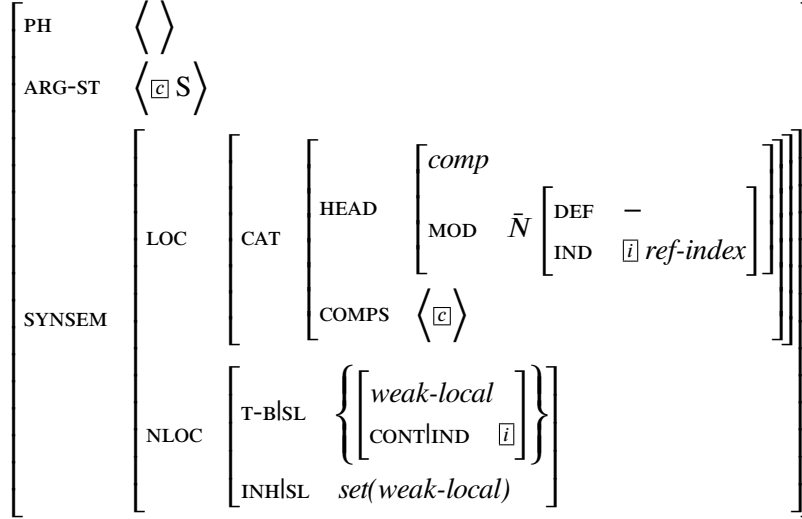 PH ⟨ ⟩
ARG-ST ⟨ c S ⟩
comp
HEAD
MOD N̄ DEF –
LOC CAT IND i ref-index
COMPS ⟨ c ⟩
SYNSEM
weak-local
T-B|SL
CONT|IND i
NLOC
INH|SL set(weak-local)